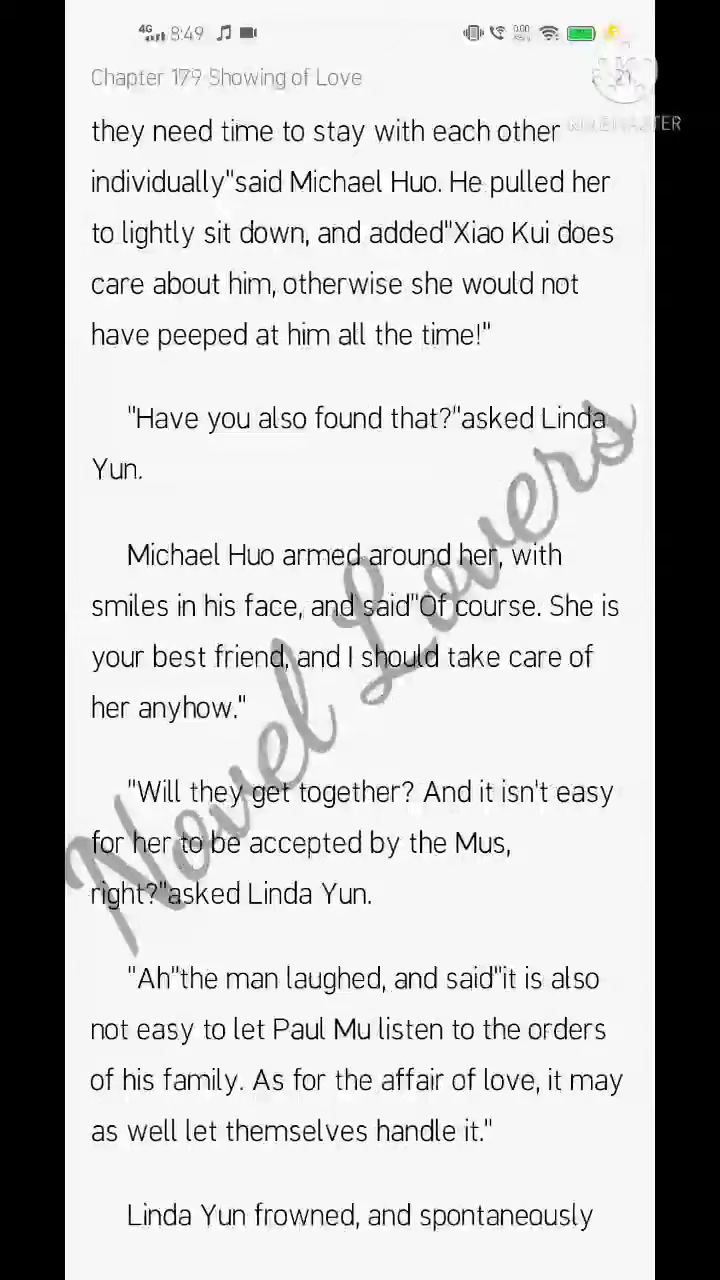 4G 8:49 0.00 KB/s
Chapter 179 Showing of Love
KINEMASTER
they need time to stay with each other
individually"said Michael Huo. He pulled her
to lightly sit down, and added"Xiao Kui does
care about him, otherwise she would not
have peeped at him all the time!"
"Have you also found that?"asked Linda
Yun.
Michael Huo armed around her, with
smiles in his face, and said"Of course. She is
your best friend, and I should take care of
her anyhow."
"Will they get together? And it isn't easy
for her to be accepted by the Mus,
right?"asked Linda Yun.
"Ah"the man laughed, and said"it is also
not easy to let Paul Mu listen to the orders
of his family. As for the affair of love, it may
as well let themselves handle it."
Linda Yun frowned, and spontaneously
Novel Lovers